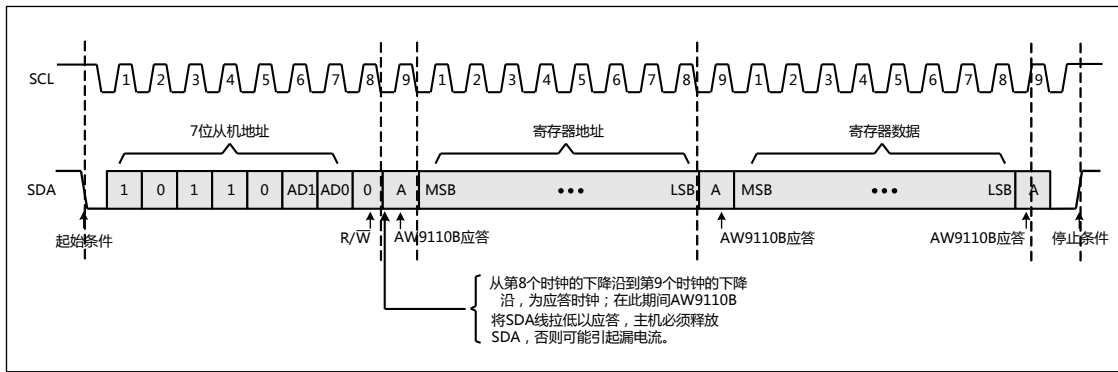 SCL 1 2 3 4 5 6 7 8 9 1 2 3 4 5 6 7 8 9 1 2 3 4 5 6 7 8 9
7位从机地址 寄存器地址 寄存器数据
SDA 1 0 1 1 0 AD1 AD0 0 A MSB ••• LSB A MSB ••• LSB A
起始条件 R/W̅ AW9110B应答 AW9110B应答 AW9110B应答 停止条件
从第8个时钟的下降沿到第9个时钟的下降
沿，为应答时钟；在此期间AW9110B
将SDA线拉低以应答，主机必须释放
SDA，否则可能引起漏电流。